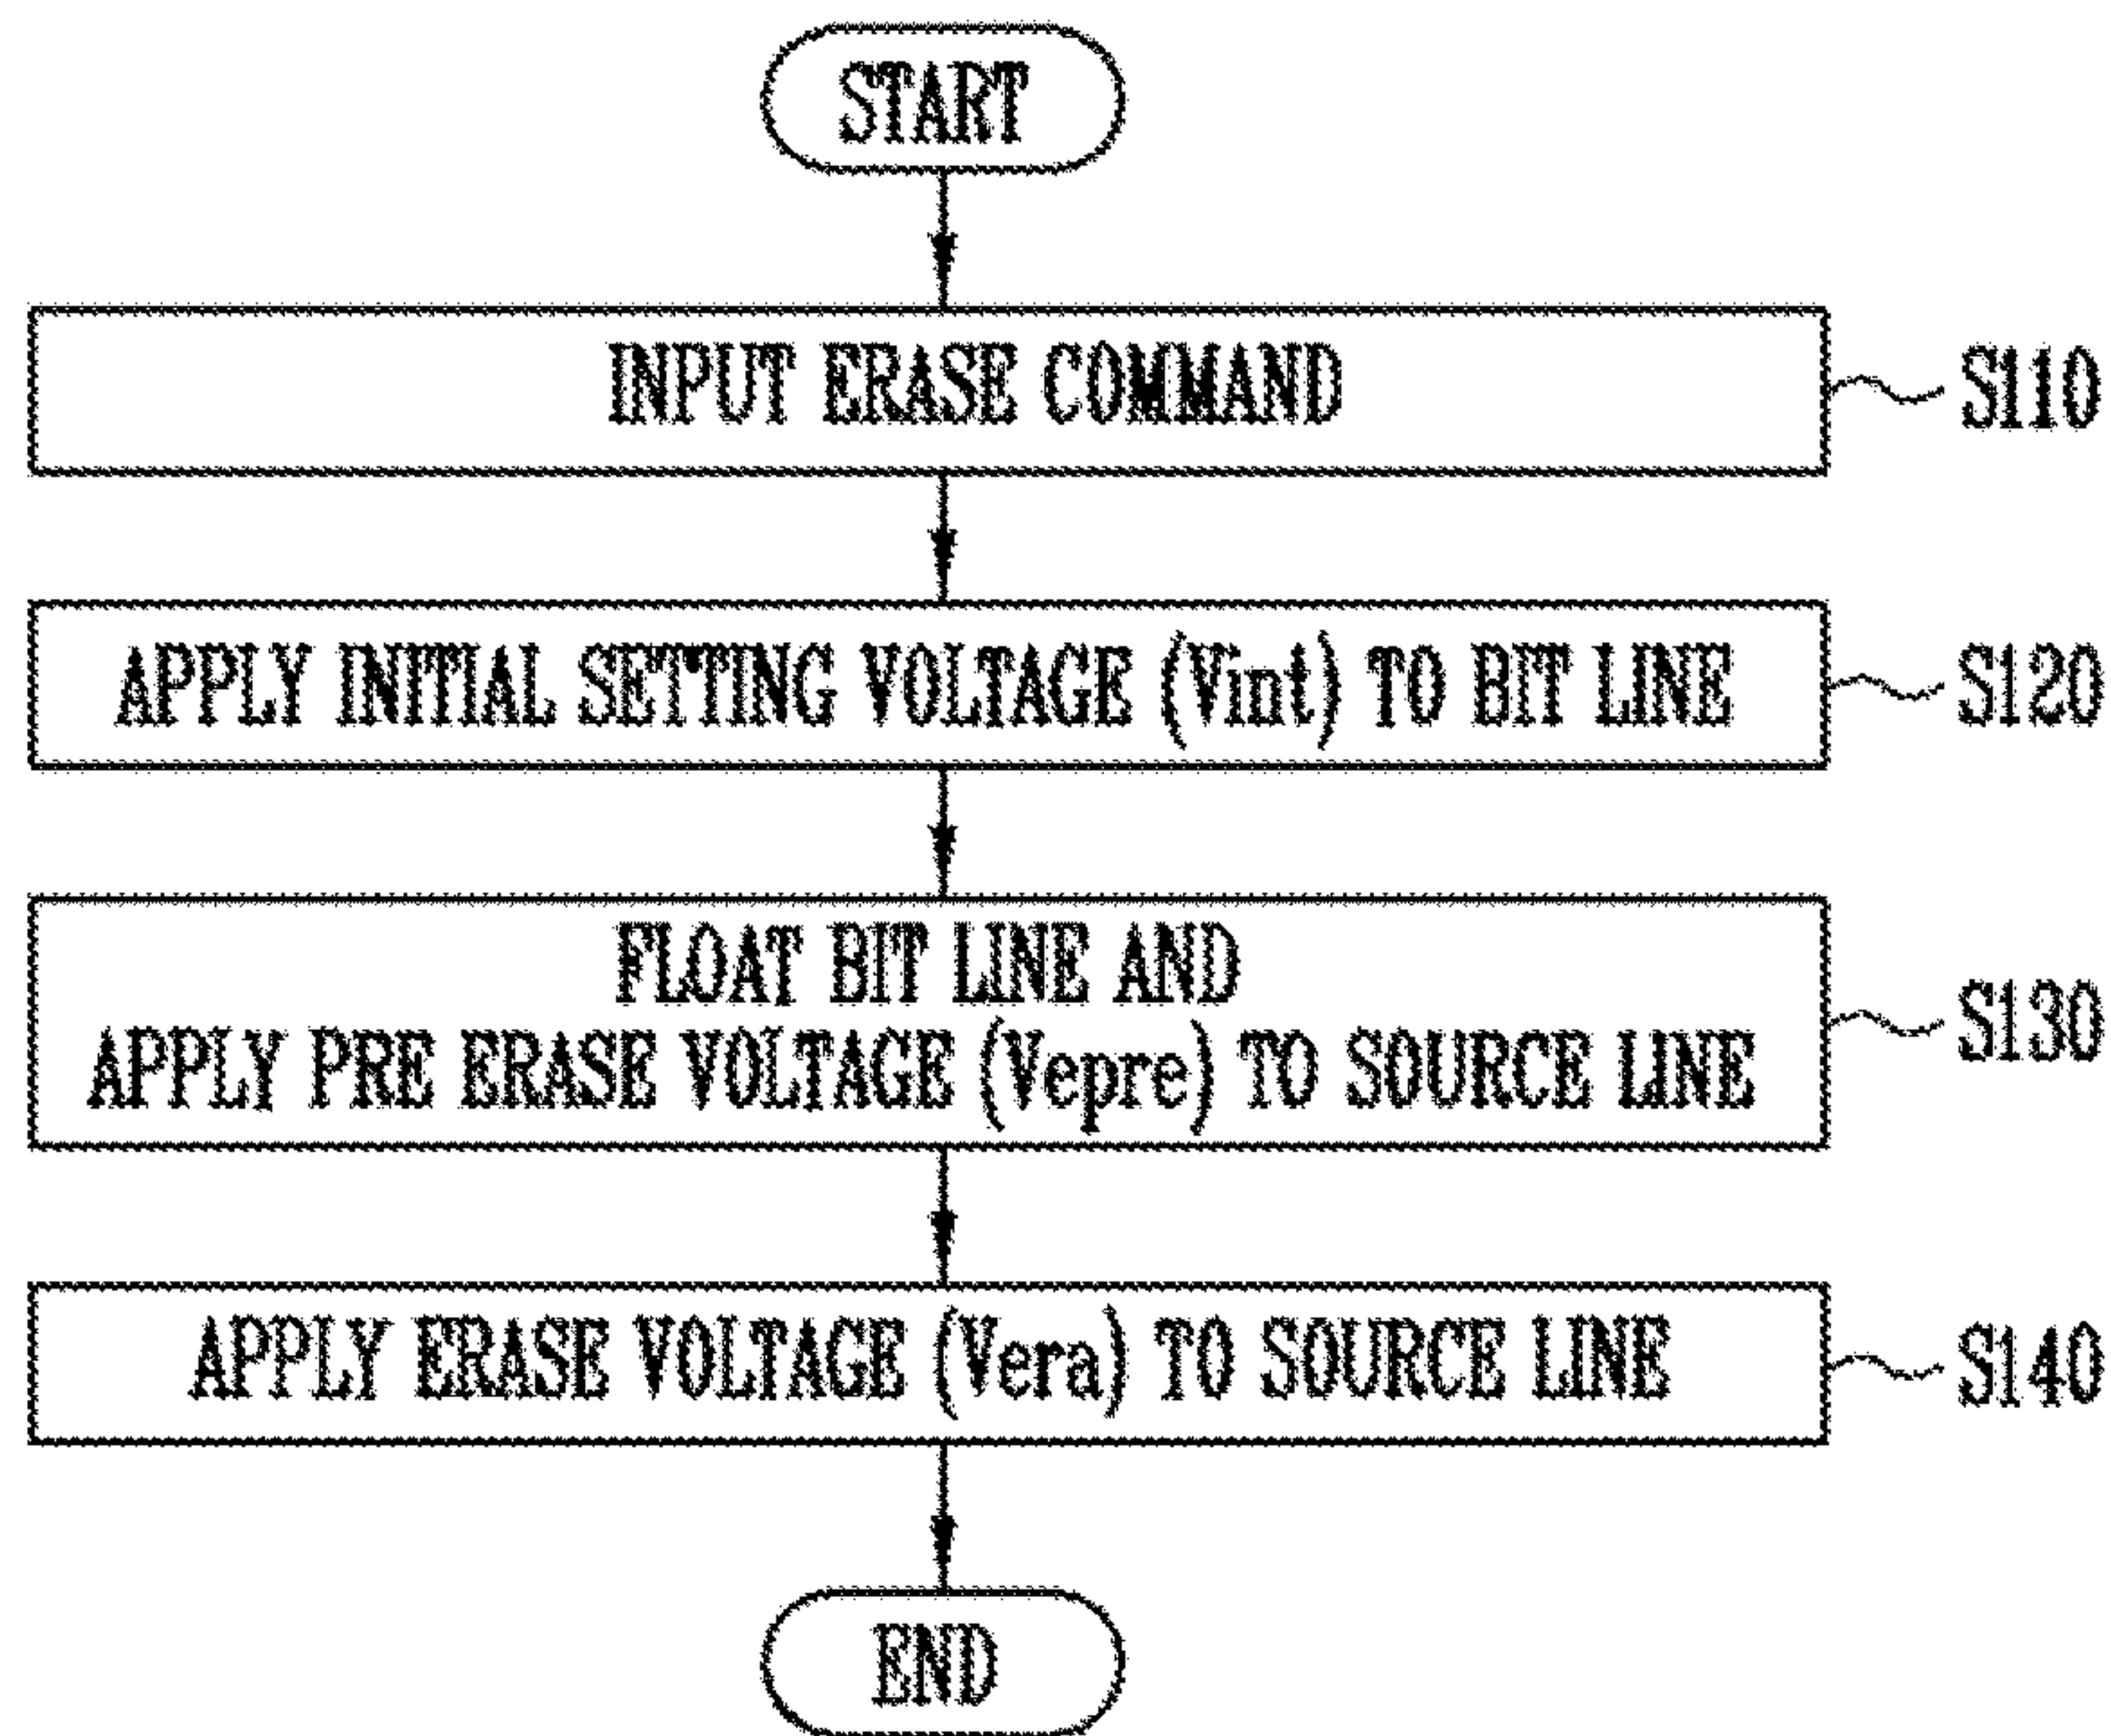 START
INPUT ERASE COMMAND
S110
APPLY INITIAL SETTING VOLTAGE (Vint) TO BIT LINE
S120
FLOAT BIT LINE AND
APPLY PRE ERASE VOLTAGE (Vepre) TO SOURCE LINE
S130
APPLY ERASE VOLTAGE (Vera) TO SOURCE LINE
S140
END